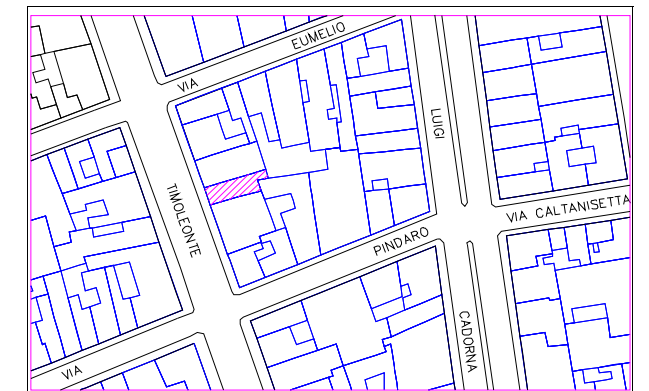 VIA EUMELIO
LUIGI
TIMOLEONTE
VIA CALTANISETTA
PINDARO
CADORNA
VIA